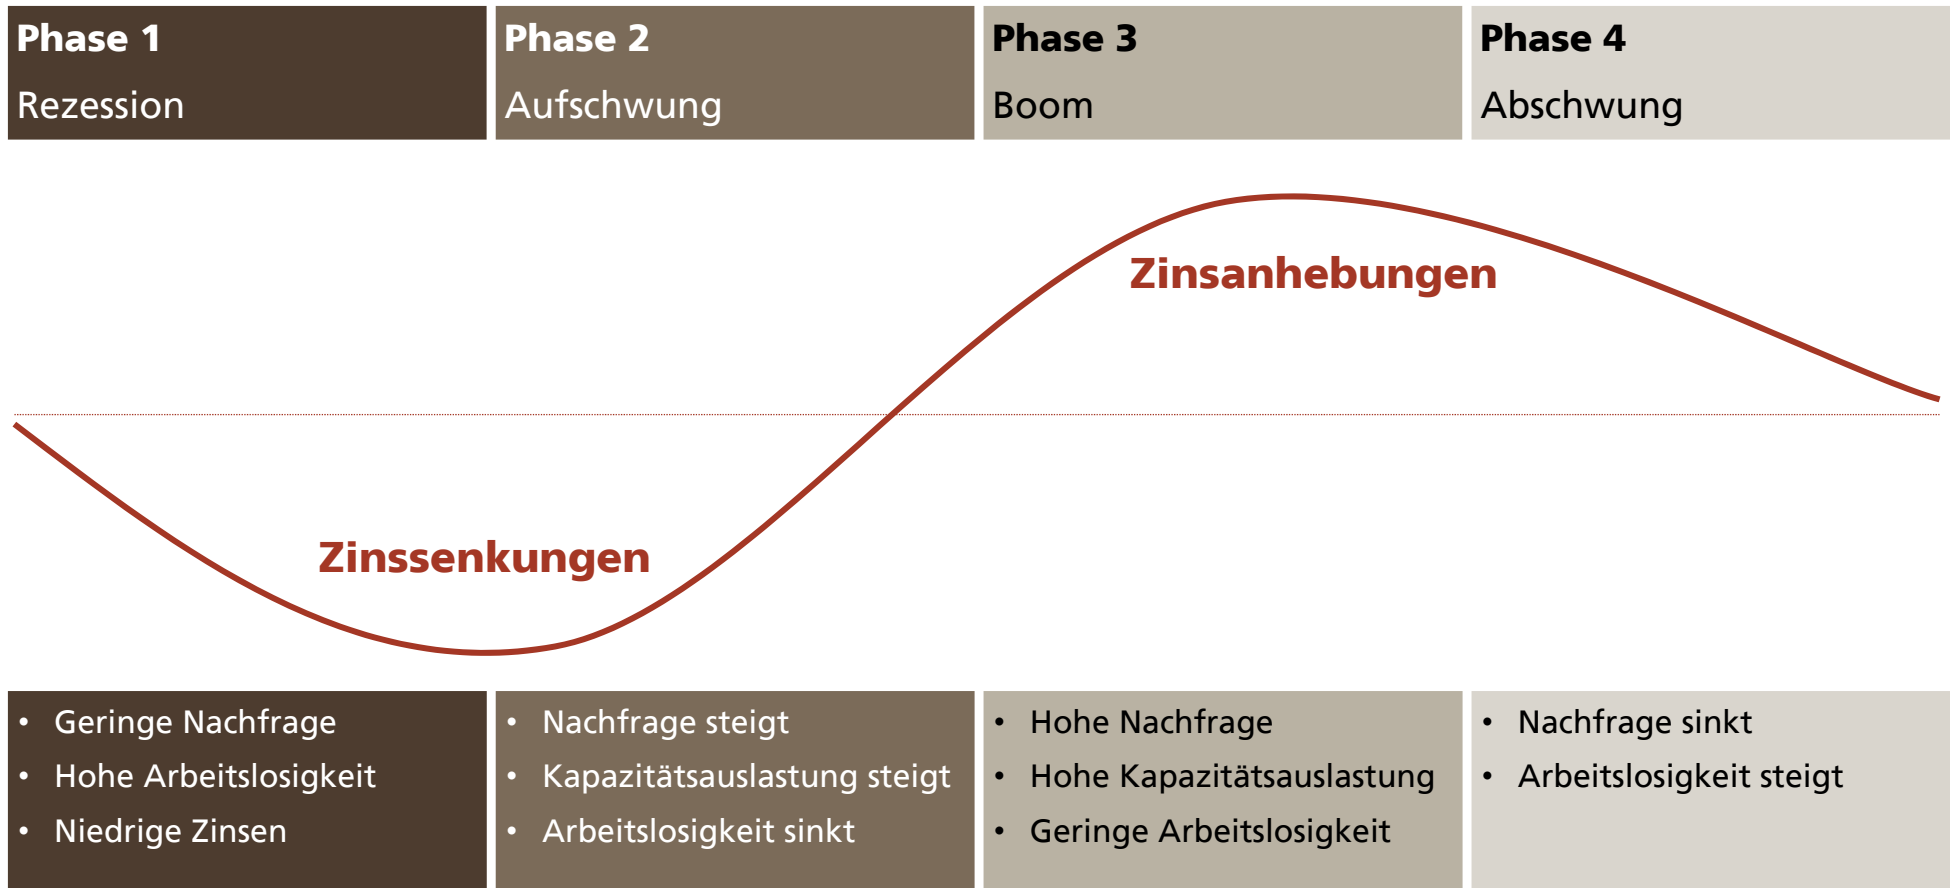 Phase 1
Rezession
Phase 2
Aufschwung
Phase 3
Boom
Phase 4
Abschwung
Zinsanhebungen
Zinssenkungen
• Geringe Nachfrage
• Hohe Arbeitslosigkeit
• Niedrige Zinsen
• Nachfrage steigt
• Kapazitätsauslastung steigt
• Arbeitslosigkeit sinkt
• Hohe Nachfrage
• Hohe Kapazitätsauslastung
• Geringe Arbeitslosigkeit
• Nachfrage sinkt
• Arbeitslosigkeit steigt